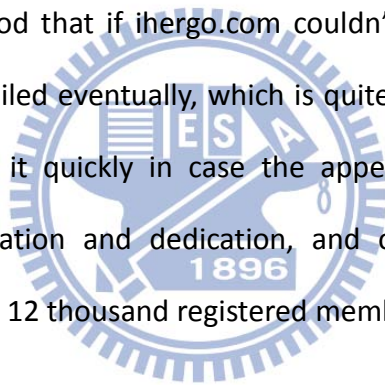 od that if ihergo.com couldn'
iled eventually, which is quite
it quickly in case the appe
ation and dedication, and
12 thousand registered memb
E S A
1896